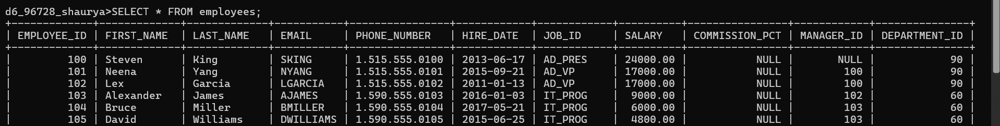 d6_96728_shaurya>SELECT * FROM employees;
+-------------+------------+-----------+----------+----------------+------------+----------+----------+----------------+------------+---------------+
| EMPLOYEE_ID | FIRST_NAME | LAST_NAME | EMAIL | PHONE_NUMBER | HIRE_DATE | JOB_ID | SALARY | COMMISSION_PCT | MANAGER_ID | DEPARTMENT_ID |
+-------------+------------+-----------+----------+----------------+------------+----------+----------+----------------+------------+---------------+
| 100 | Steven | King | SKING | 1.515.555.0100 | 2013-06-17 | AD_PRES | 24000.00 | NULL | NULL | 90 |
| 101 | Neena | Yang | NYANG | 1.515.555.0101 | 2015-09-21 | AD_VP | 17000.00 | NULL | 100 | 90 |
| 102 | Lex | Garcia | LGARCIA | 1.515.555.0102 | 2011-01-13 | AD_VP | 17000.00 | NULL | 100 | 90 |
| 103 | Alexander | James | AJAMES | 1.590.555.0103 | 2016-01-03 | IT_PROG | 9000.00 | NULL | 102 | 60 |
| 104 | Bruce | Miller | BMILLER | 1.590.555.0104 | 2017-05-21 | IT_PROG | 6000.00 | NULL | 103 | 60 |
| 105 | David | Williams | DWILLIAMS | 1.590.555.0105 | 2015-06-25 | IT_PROG | 4800.00 | NULL | 103 | 60 |